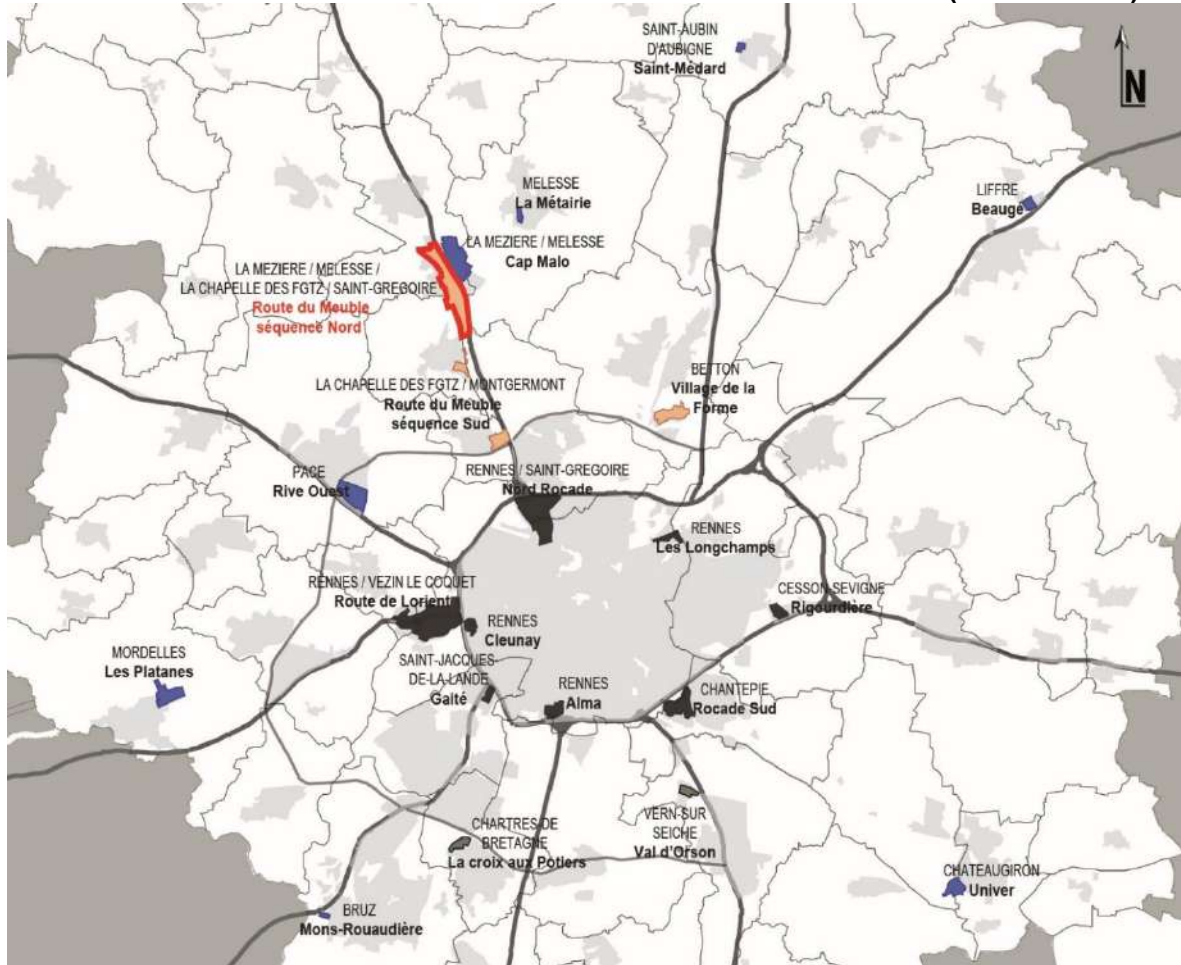 SAINT-AUBIN
D'AUBIGNE
Saint-Médard
N
MELESSE
La Métairie
LIFFRE
Beaugé
LA MEZIERE / MELESSE
Cap Malo
LA MEZIERE / MELESSE /
LA CHAPELLE DES FGTZ / SAINT-GREGOIRE
Route du Meuble
séquence Nord
LA CHAPELLE DES FGTZ / MONTGERMONT
Route du Meuble
séquence Sud
BETTON
Village de la
Forme
PACE
Rive Ouest
RENNES / SAINT-GREGOIRE
Nord Rocade
RENNES
Les Longchamps
RENNES / VEZIN LE COQUET
Route de Lorient
CESSON SEVIGNE
Rigourdière
RENNES
Cleunay
MORDELLES
Les Platanes
SAINT-JACQUES-
DE-LA-LANDE
Gaîté
RENNES
Alma
CHANTEPIE
Rocade Sud
VERN-SUR
SEICHE
Val d'Orson
CHARTRES-DE
BRETAGNE
La croix aux Potiers
CHATEAUGIRON
Univer
BRUZ
Mons-Rouaudière